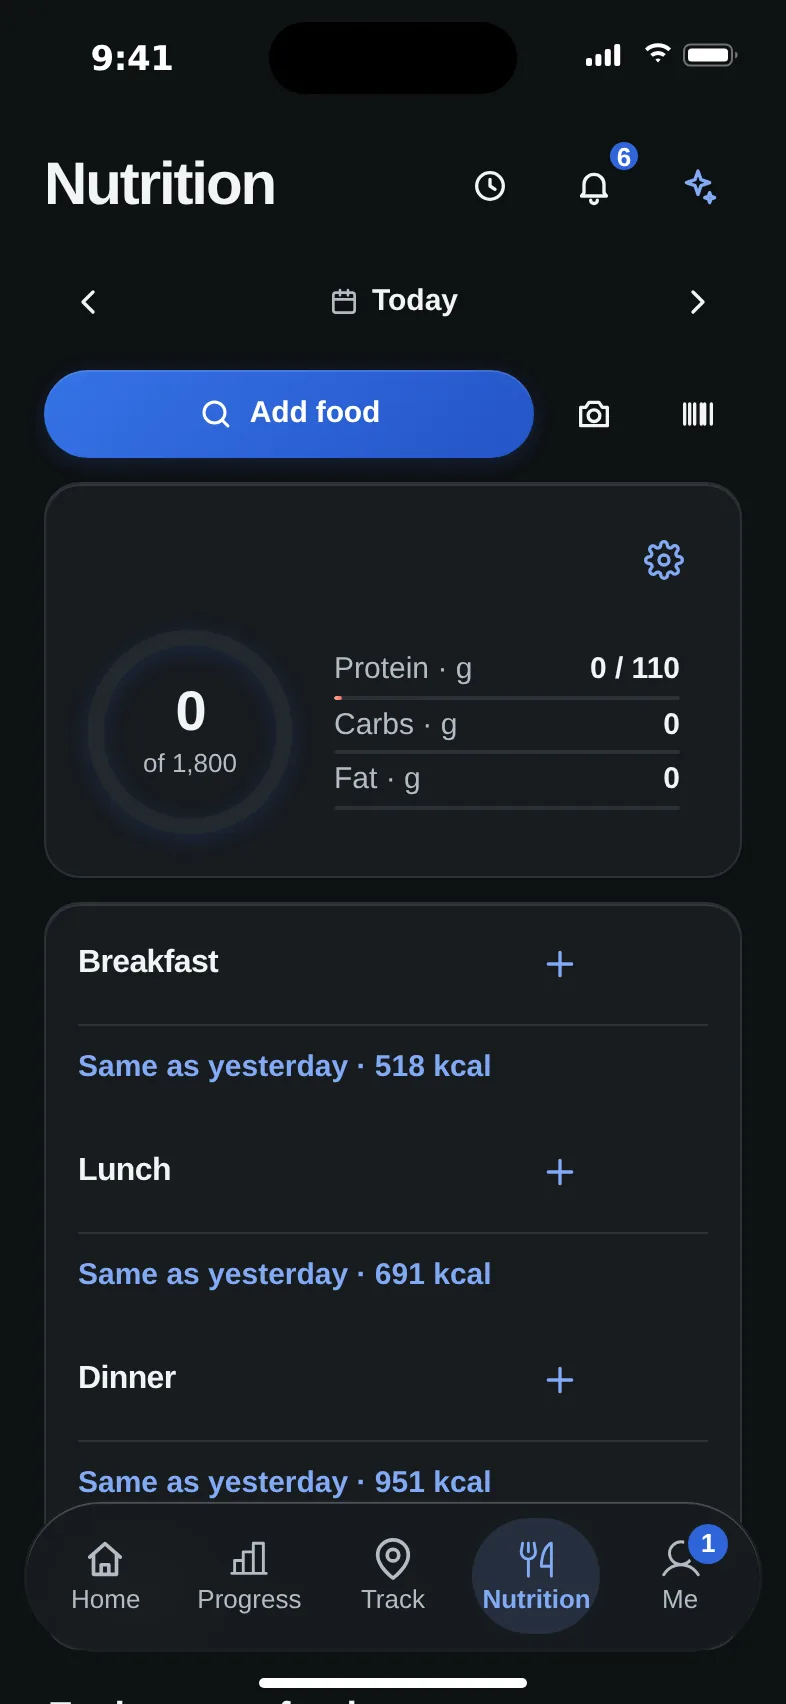 9:41
Nutrition
6
Today
Add food
0
of 1,800
Protein · g 0 / 110
Carbs · g 0
Fat · g 0
Breakfast
Same as yesterday · 518 kcal
Lunch
Same as yesterday · 691 kcal
Dinner
Same as yesterday · 951 kcal
1
Home Progress Track Nutrition Me